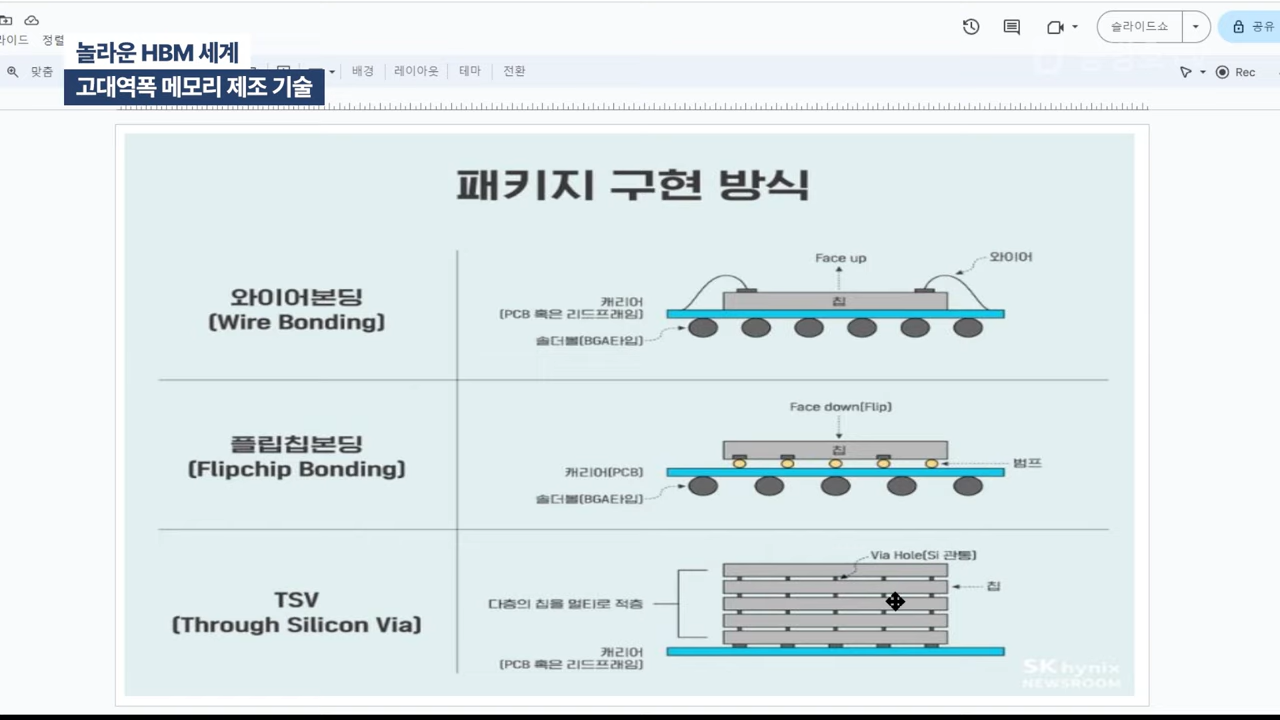 라이드
정렬
놀라운 HBM 세계
고대역폭 메모리 제조 기술
맞춤
배경
레이아웃
테마
전환
슬라이드쇼
공유
Rec
패키지 구현 방식
와이어본딩
(Wire Bonding)
Face up
와이어
칩
캐리어
(PCB 혹은 리드프레임)
솔더볼(BGA타입)
플립칩본딩
(Flipchip Bonding)
Face down(Flip)
칩
범프
캐리어(PCB)
솔더볼(BGA타입)
TSV
(Through Silicon Via)
Via Hole(Si 관통)
칩
다층의 칩을 멀티로 적층
캐리어
(PCB 혹은 리드프레임)
SK hynix
NEWSROOM